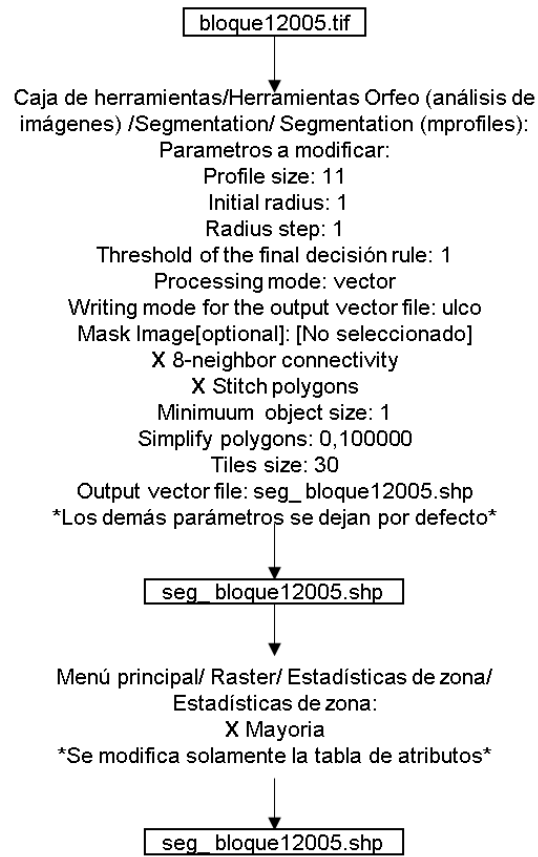 bloque12005.tif
Caja de herramientas/Herramientas Orfeo (análisis de
imágenes) /Segmentation/ Segmentation (mprofiles):
Parametros a modificar:
Profile size: 11
Initial radius: 1
Radius step: 1
Threshold of the final decisión rule: 1
Processing mode: vector
Writing mode for the output vector file: ulco
Mask Image[optional]: [No seleccionado]
X 8-neighbor connectivity
X Stitch polygons
Minimuum object size: 1
Simplify polygons: 0,100000
Tiles size: 30
Output vector file: seg_ bloque12005.shp
*Los demás parámetros se dejan por defecto*
seg_ bloque12005.shp
Menú principal/ Raster/ Estadísticas de zona/
Estadísticas de zona:
X Mayoria
*Se modifica solamente la tabla de atributos*
seg_ bloque12005.shp